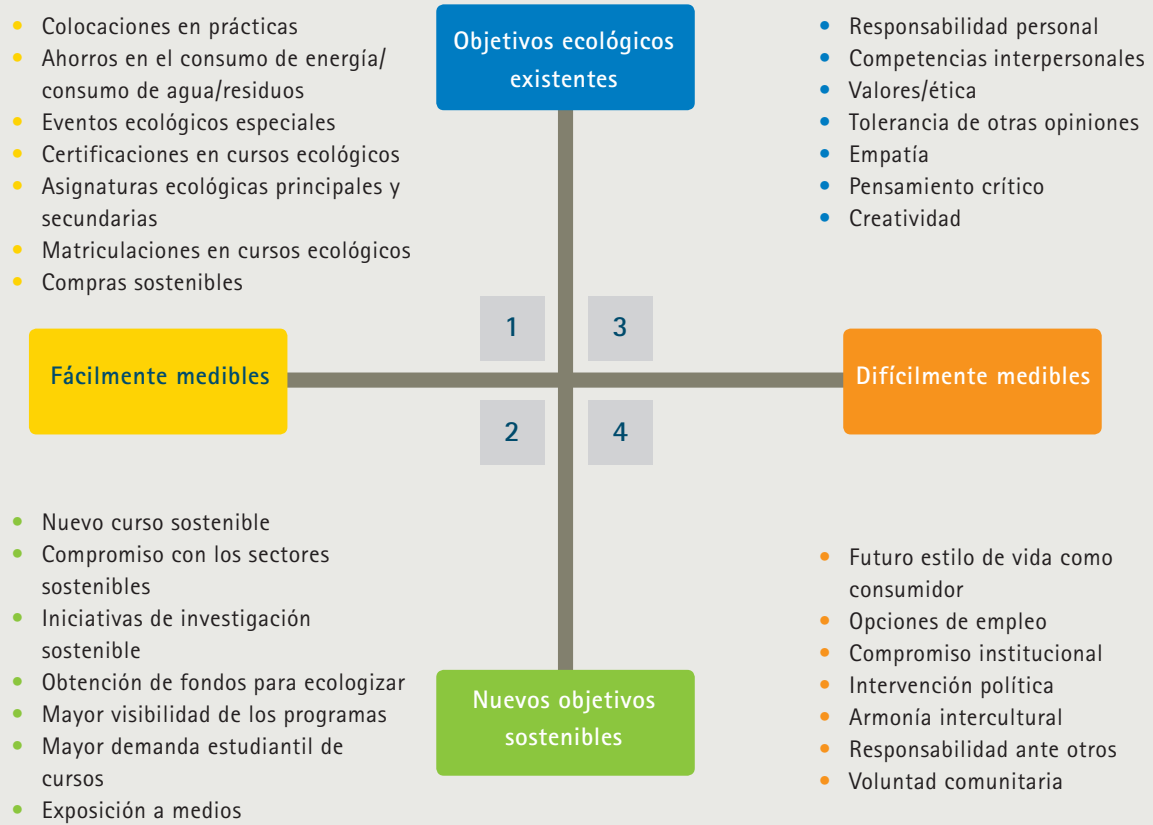 • Colocaciones en prácticas
• Ahorros en el consumo de energía/
consumo de agua/residuos
• Eventos ecológicos especiales
• Certificaciones en cursos ecológicos
• Asignaturas ecológicas principales y
secundarias
• Matriculaciones en cursos ecológicos
• Compras sostenibles
Objetivos ecológicos
existentes
• Responsabilidad personal
• Competencias interpersonales
• Valores/ética
• Tolerancia de otras opiniones
• Empatía
• Pensamiento crítico
• Creatividad
1
3
Fácilmente medibles
Difícilmente medibles
2
4
• Nuevo curso sostenible
• Compromiso con los sectores
sostenibles
• Iniciativas de investigación
sostenible
• Obtención de fondos para ecologizar
• Mayor visibilidad de los programas
• Mayor demanda estudiantil de
cursos
• Exposición a medios
Nuevos objetivos
sostenibles
• Futuro estilo de vida como
consumidor
• Opciones de empleo
• Compromiso institucional
• Intervención política
• Armonía intercultural
• Responsabilidad ante otros
• Voluntad comunitaria